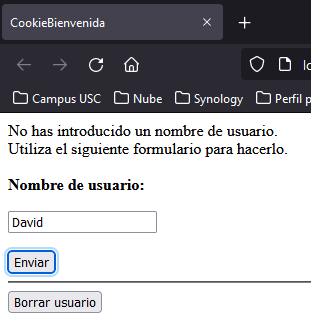 CookieBienvenida
Campus USC Nube Synology Perfil
No has introducido un nombre de usuario.
Utiliza el siguiente formulario para hacerlo.
Nombre de usuario:
David
Enviar
Borrar usuario